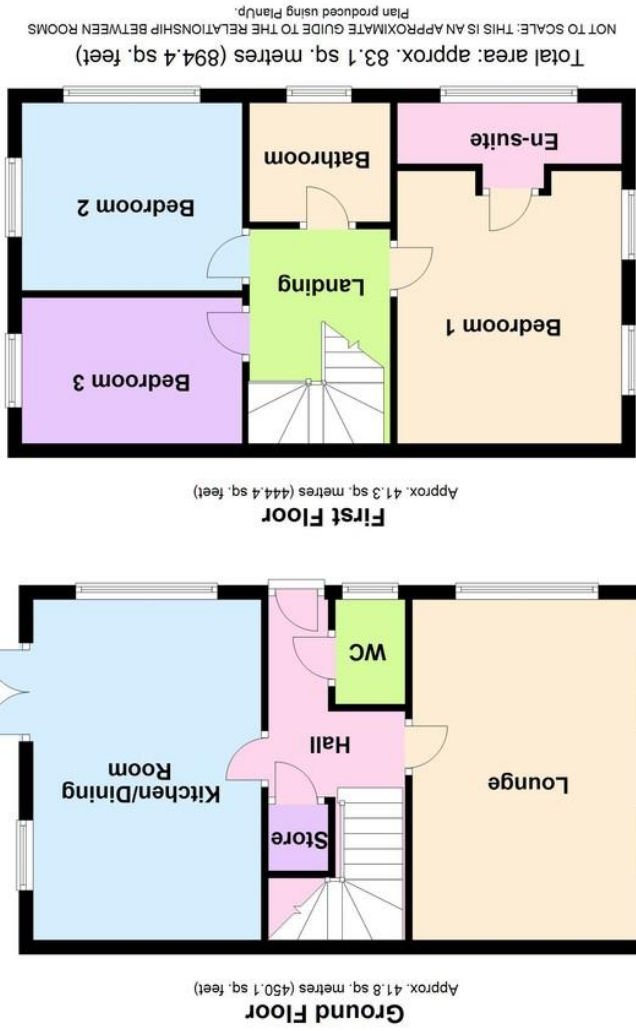 Ground Floor
Approx. 41.8 sq. metres (450.1 sq. feet)
Lounge
Store
Kitchen/Dining
Room
Hall
WC
First Floor
Approx. 41.3 sq. metres (444.4 sq. feet)
Bedroom 1
Bedroom 3
Landing
Bedroom 2
Bathroom
En-suite
Total area: approx. 83.1 sq. metres (894.4 sq. feet)
NOT TO SCALE: THIS IS AN APPROXIMATE GUIDE TO THE RELATIONSHIP BETWEEN ROOMS
Plan produced using PlanUp.